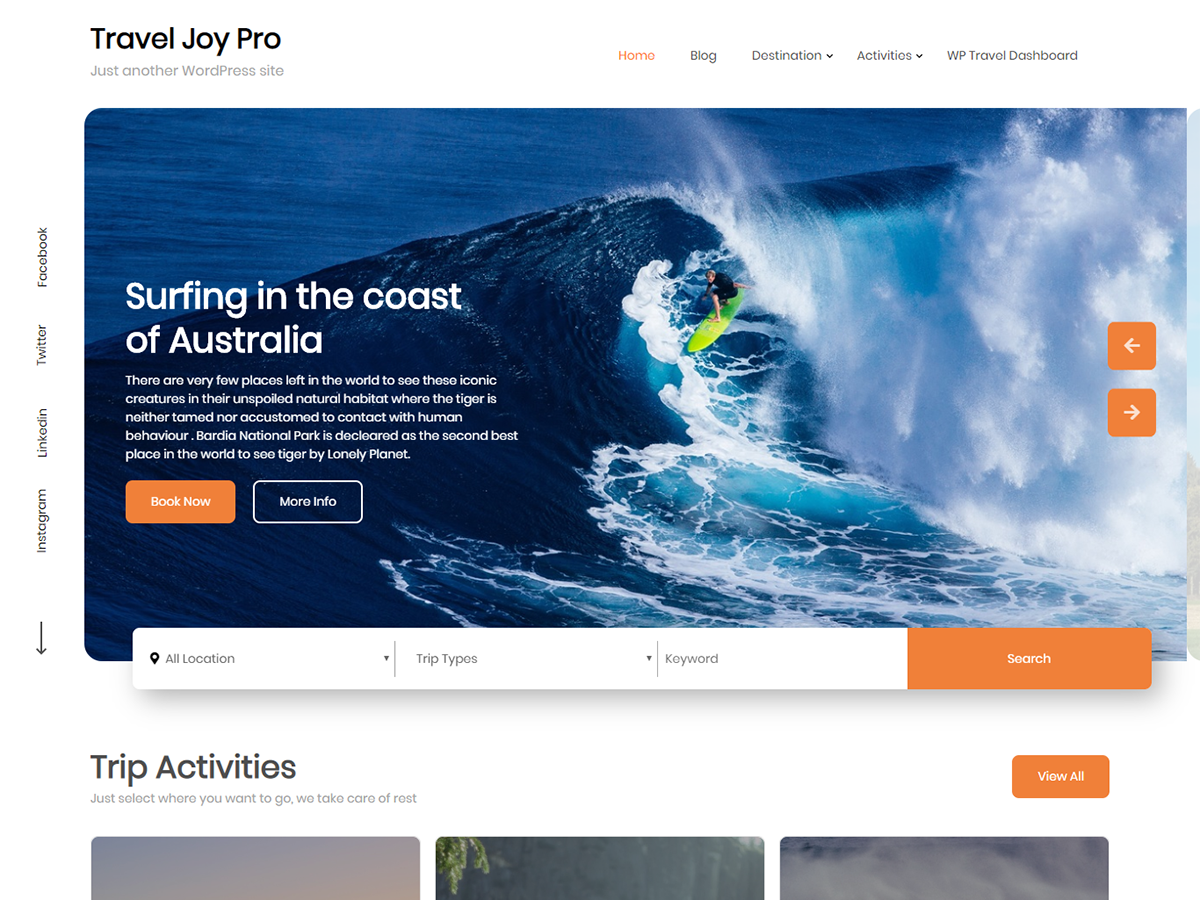 Travel Joy Pro
Just another WordPress site
Home Blog Destination Activities WP Travel Dashboard
Facebook
Twitter
Linkedin
Instagram
Surfing in the coast
of Australia
There are very few places left in the world to see these iconic
creatures in their unspoiled natural habitat where the tiger is
neither tamed nor accustomed to contact with human
behaviour . Bardia National Park is decleared as the second best
place in the world to see tiger by Lonely Planet.
Book Now More Info
All Location Trip Types Keyword Search
Trip Activities
Just select where you want to go, we take care of rest
View All